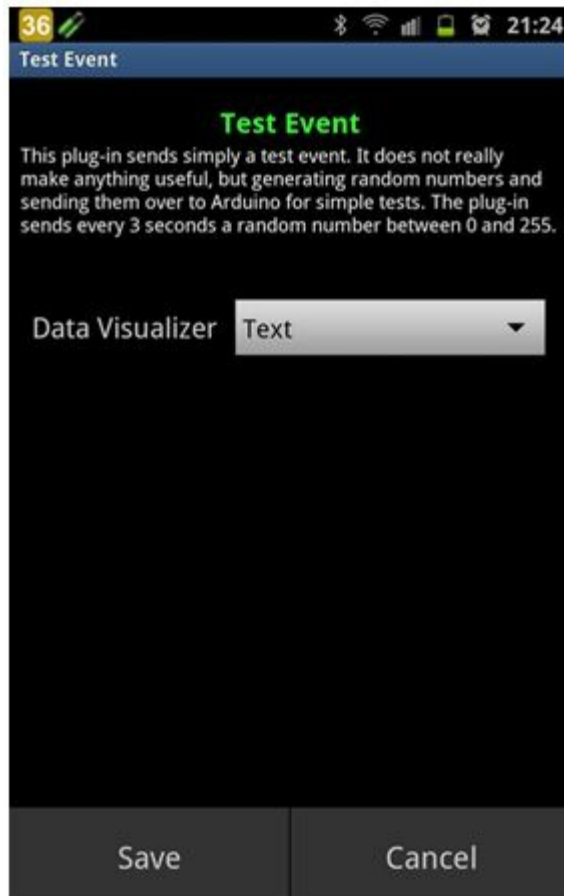 36 21:24
Test Event
Test Event
This plug-in sends simply a test event. It does not really
make anything useful, but generating random numbers and
sending them over to Arduino for simple tests. The plug-in
sends every 3 seconds a random number between 0 and 255.
Data Visualizer Text
Save Cancel